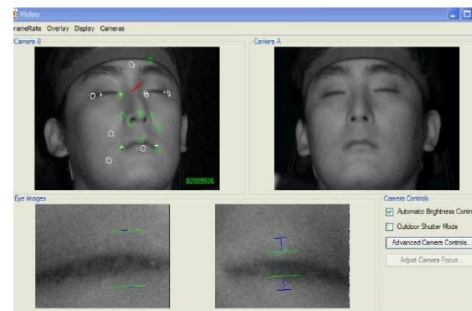 Video
rameRate Overlay Display Cameras
Camera B
Camera A
Eye images
Camera Controls
Automatic Brightness Contr
Outdoor Shutter Mode
Advanced Camera Controls...
Adjust Camera Focus...